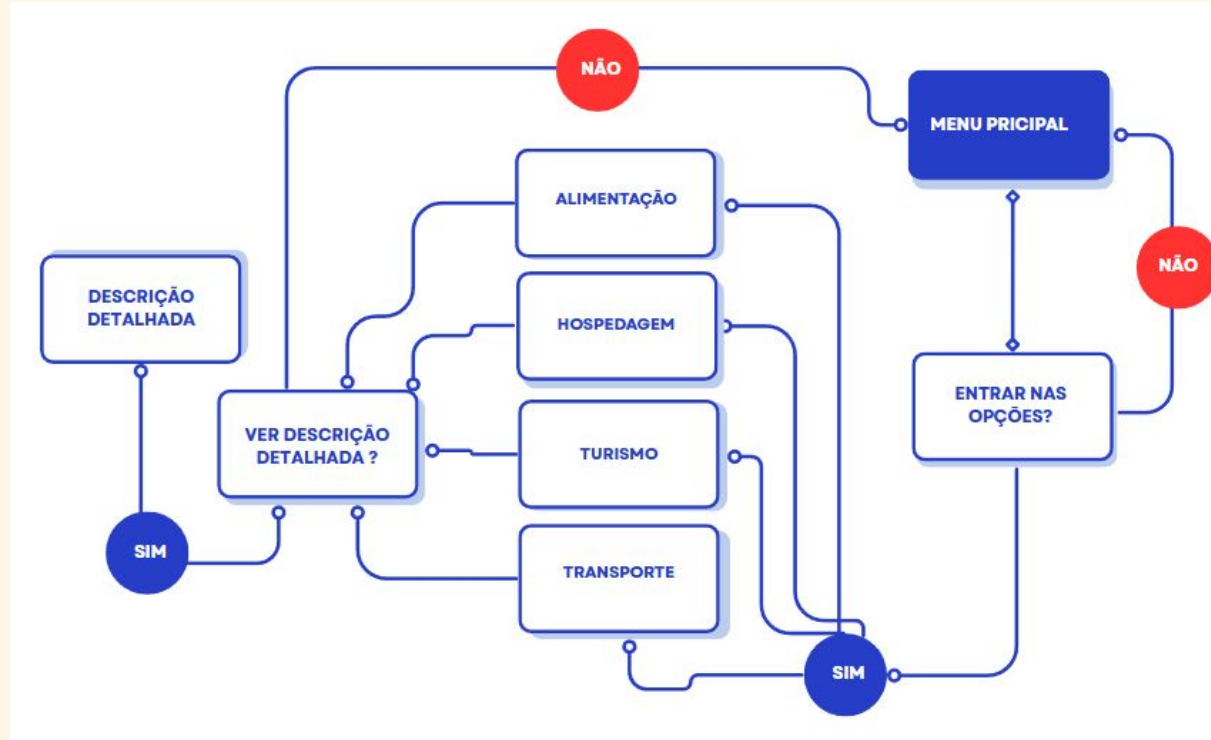 NÃO
MENU PRICIPAL
ALIMENTAÇÃO
NÃO
DESCRIÇÃO
DETALHADA
HOSPEDAGEM
ENTRAR NAS
OPÇÕES?
VER DESCRIÇÃO
DETALHADA ?
TURISMO
SIM
TRANSPORTE
SIM